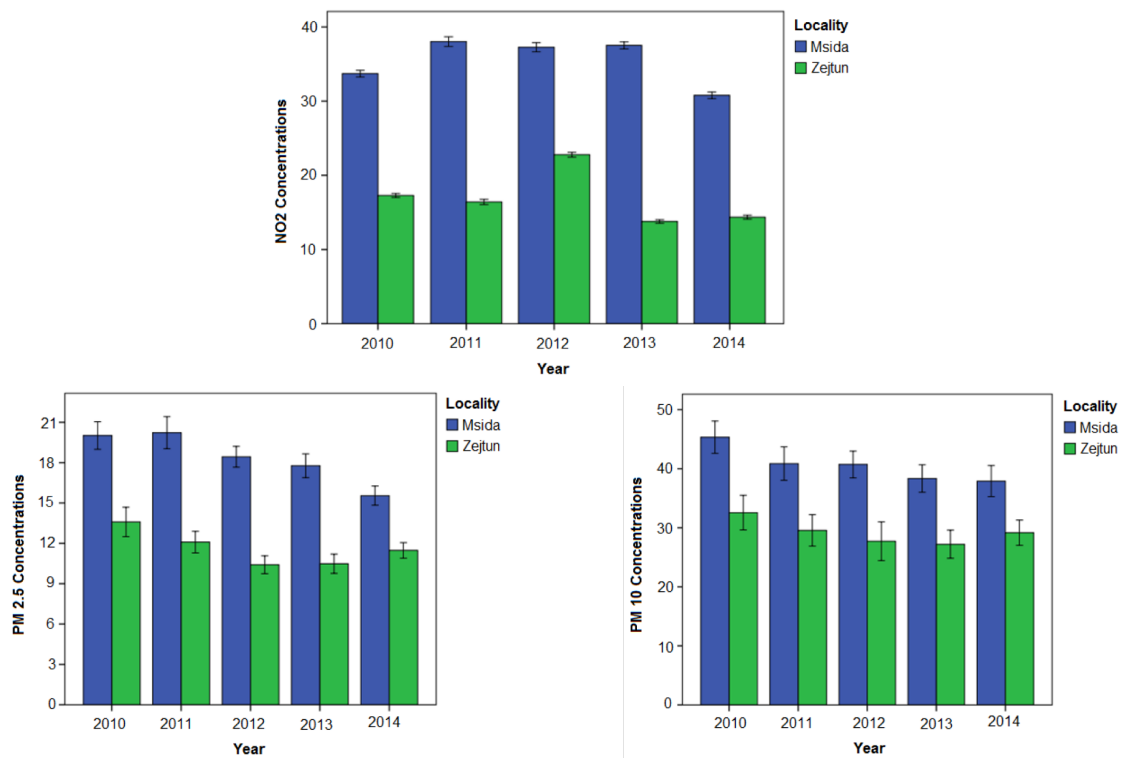 NO2 Concentrations
40
30
20
10
0
2010 2011 2012 2013 2014
Year
Locality
Msida
Zejtun
PM 2.5 Concentrations
21
18
15
12
9
6
3
0
2010 2011 2012 2013 2014
Year
Locality
Msida
Zejtun
PM 10 Concentrations
50
40
30
20
10
0
2010 2011 2012 2013 2014
Year
Locality
Msida
Zejtun